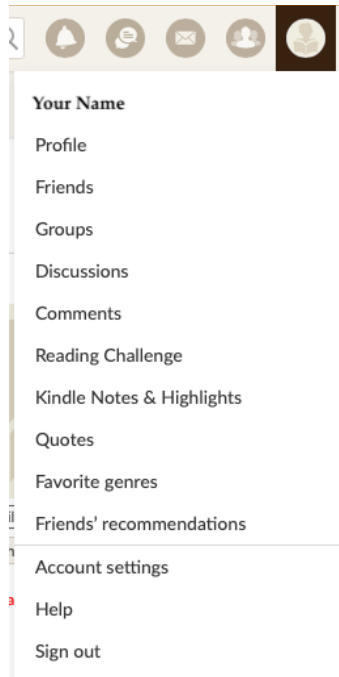 Your Name
Profile
Friends
Groups
Discussions
Comments
Reading Challenge
Kindle Notes & Highlights
Quotes
Favorite genres
Friends’ recommendations
Account settings
Help
Sign out